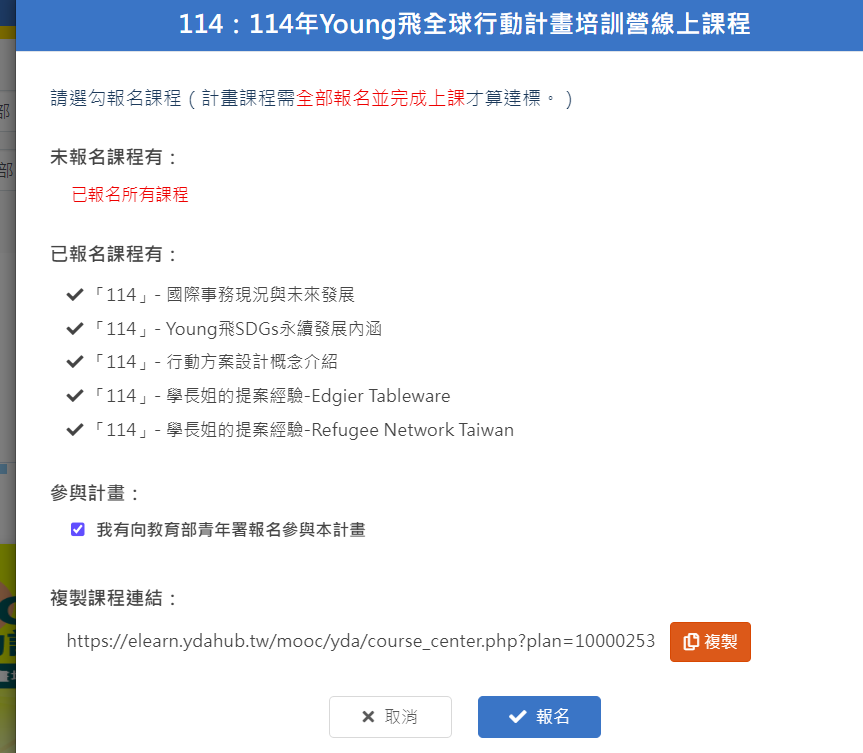 114：114年Young飛全球行動計畫培訓營線上課程
請選勾報名課程（計畫課程需全部報名並完成上課才算達標。）
部
未報名課程有：
部
已報名所有課程
已報名課程有：
「114」- 國際事務現況與未來發展
「114」- Young飛SDGs永續發展內涵
「114」- 行動方案設計概念介紹
「114」- 學長姐的提案經驗-Edgier Tableware
「114」- 學長姐的提案經驗-Refugee Network Taiwan
參與計畫：
我有向教育部青年署報名參與本計畫
複製課程連結：
https://elearn.ydahub.tw/mooc/yda/course_center.php?plan=10000253 複製
取消 報名